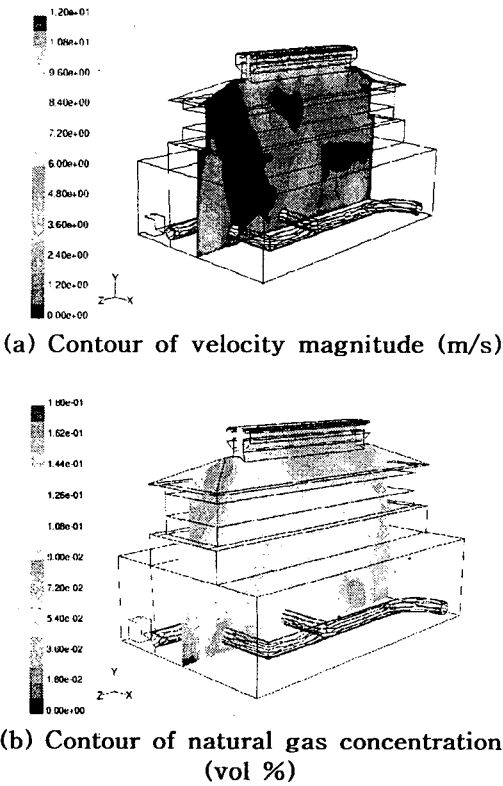 1.20e+01
1.08e+01
9.60e+00
8.40e+00
7.20e+00
6.00e+00
4.80e+00
3.60e+00
2.40e+00
1.20e+00
0.00e+00
Y
Z X
(a) Contour of velocity magnitude (m/s)
1.80e-01
1.62e-01
1.44e-01
1.26e-01
1.08e-01
9.00e-02
7.20e-02
5.40e-02
3.60e-02
1.80e-02
0.00e+00
Y
Z X
(b) Contour of natural gas concentration
(vol %)